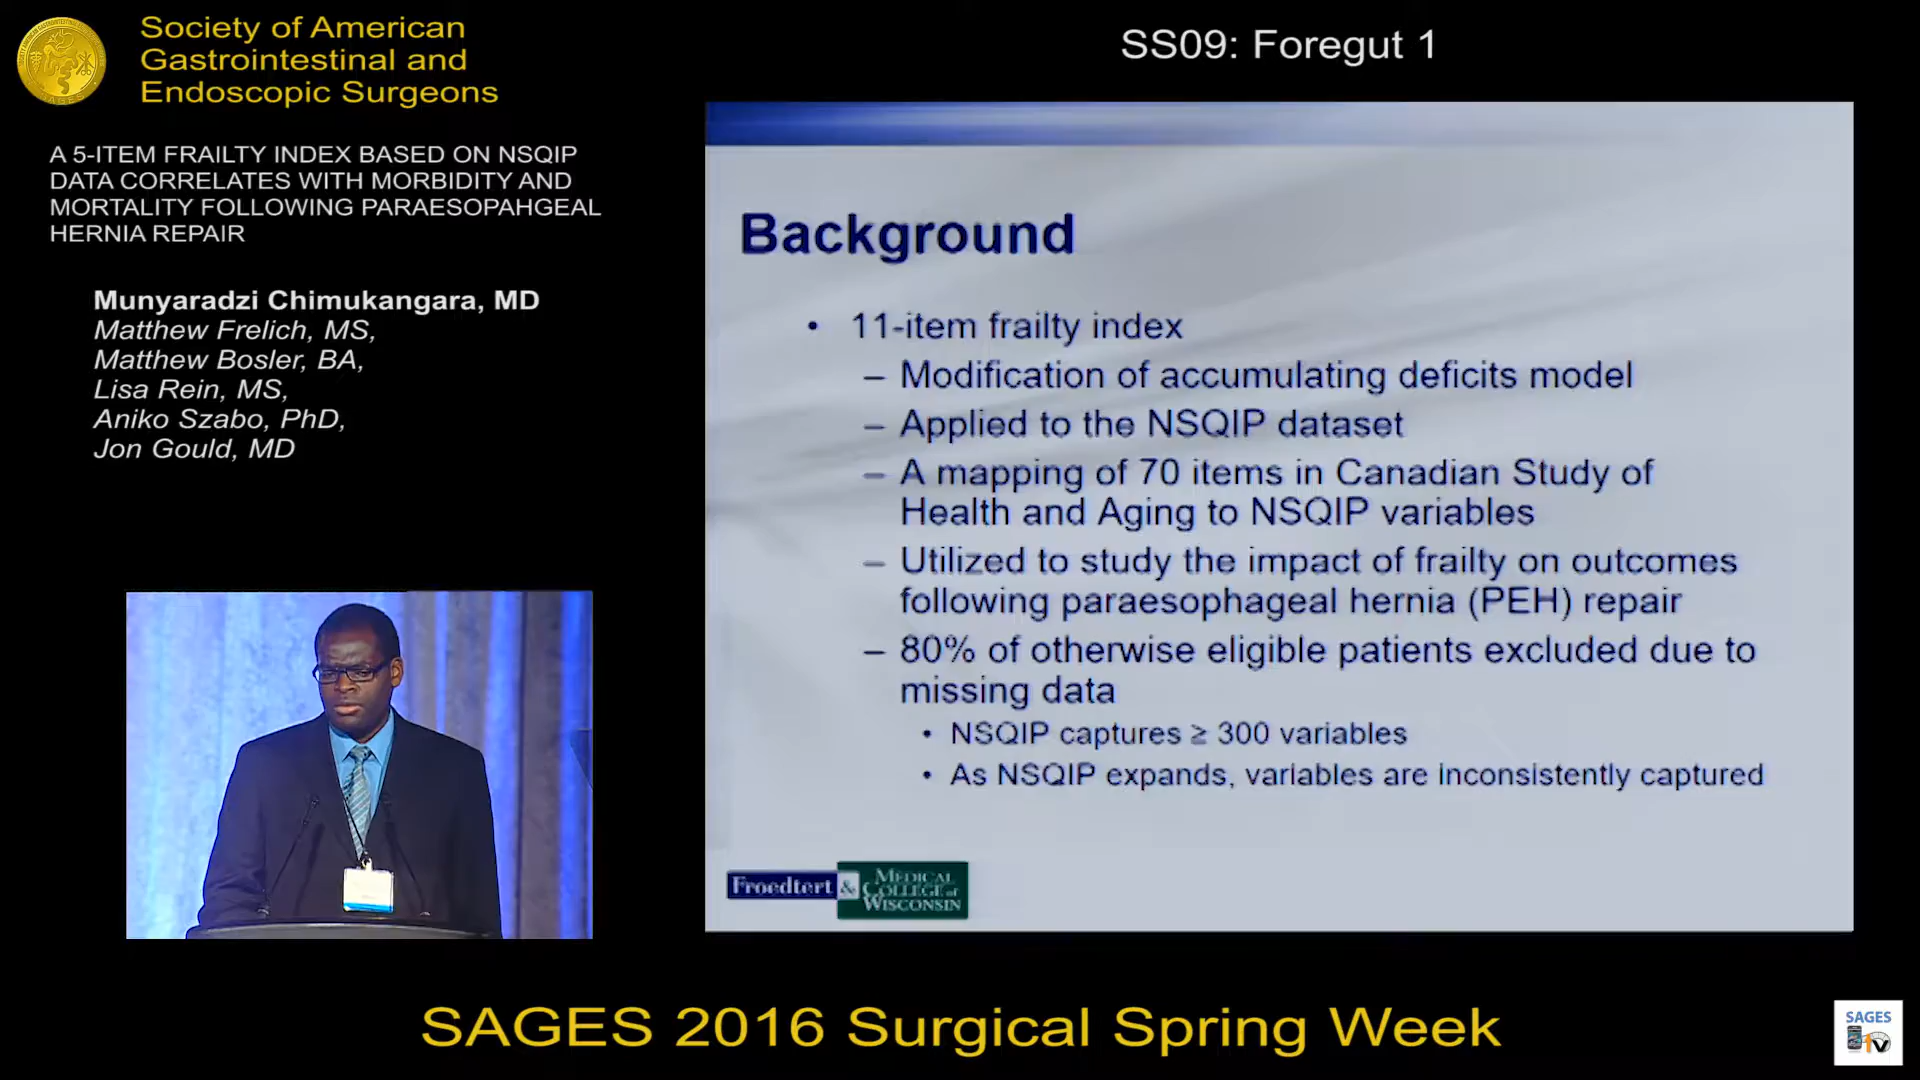 Society of American
Gastrointestinal and
Endoscopic Surgeons
SS09: Foregut 1
A 5-ITEM FRAILTY INDEX BASED ON NSQIP
DATA CORRELATES WITH MORBIDITY AND
MORTALITY FOLLOWING PARAESOPAHGEAL
HERNIA REPAIR
Munyaradzi Chimukangara, MD
Matthew Frelich, MS,
Matthew Bosler, BA,
Lisa Rein, MS,
Aniko Szabo, PhD,
Jon Gould, MD
Background
• 11-item frailty index
– Modification of accumulating deficits model
– Applied to the NSQIP dataset
– A mapping of 70 items in Canadian Study of
Health and Aging to NSQIP variables
– Utilized to study the impact of frailty on outcomes
following paraesophageal hernia (PEH) repair
– 80% of otherwise eligible patients excluded due to
missing data
• NSQIP captures ≥ 300 variables
• As NSQIP expands, variables are inconsistently captured
Froedtert & MEDICAL
COLLEGE of
WISCONSIN
SAGES 2016 Surgical Spring Week
SAGES
TV